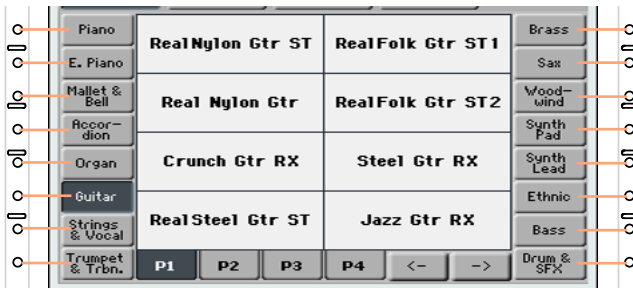 Piano
E. Piano
Mallet &
Bell
Accor-
dion
Organ
Guitar
Strings
& Vocal
Trumpet
& Trbn.
RealNylon Gtr ST
RealFolk Gtr ST1
Real Nylon Gtr
RealFolk Gtr ST2
Crunch Gtr RX
Steel Gtr RX
RealSteel Gtr ST
Jazz Gtr RX
P1 P2 P3 P4 <- ->
Brass
Sax
Wood-
wind
Synth
Pad
Synth
Lead
Ethnic
Bass
Drum &
SFX